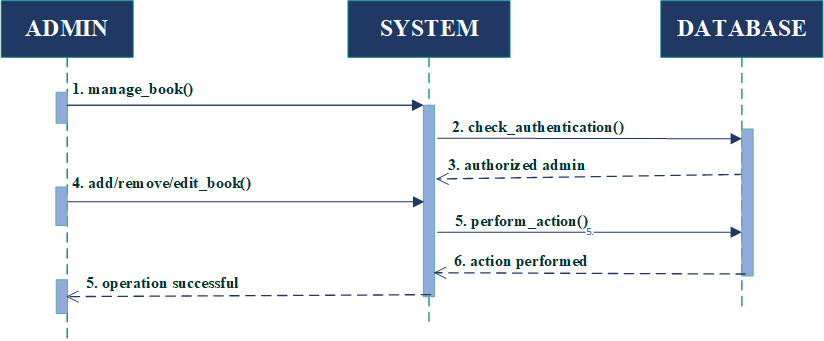 ADMIN
SYSTEM
DATABASE
1. manage_book()
2. check_authentication()
3. authorized admin
4. add/remove/edit_book()
5. perform_action()
5.
6. action performed
5. operation successful